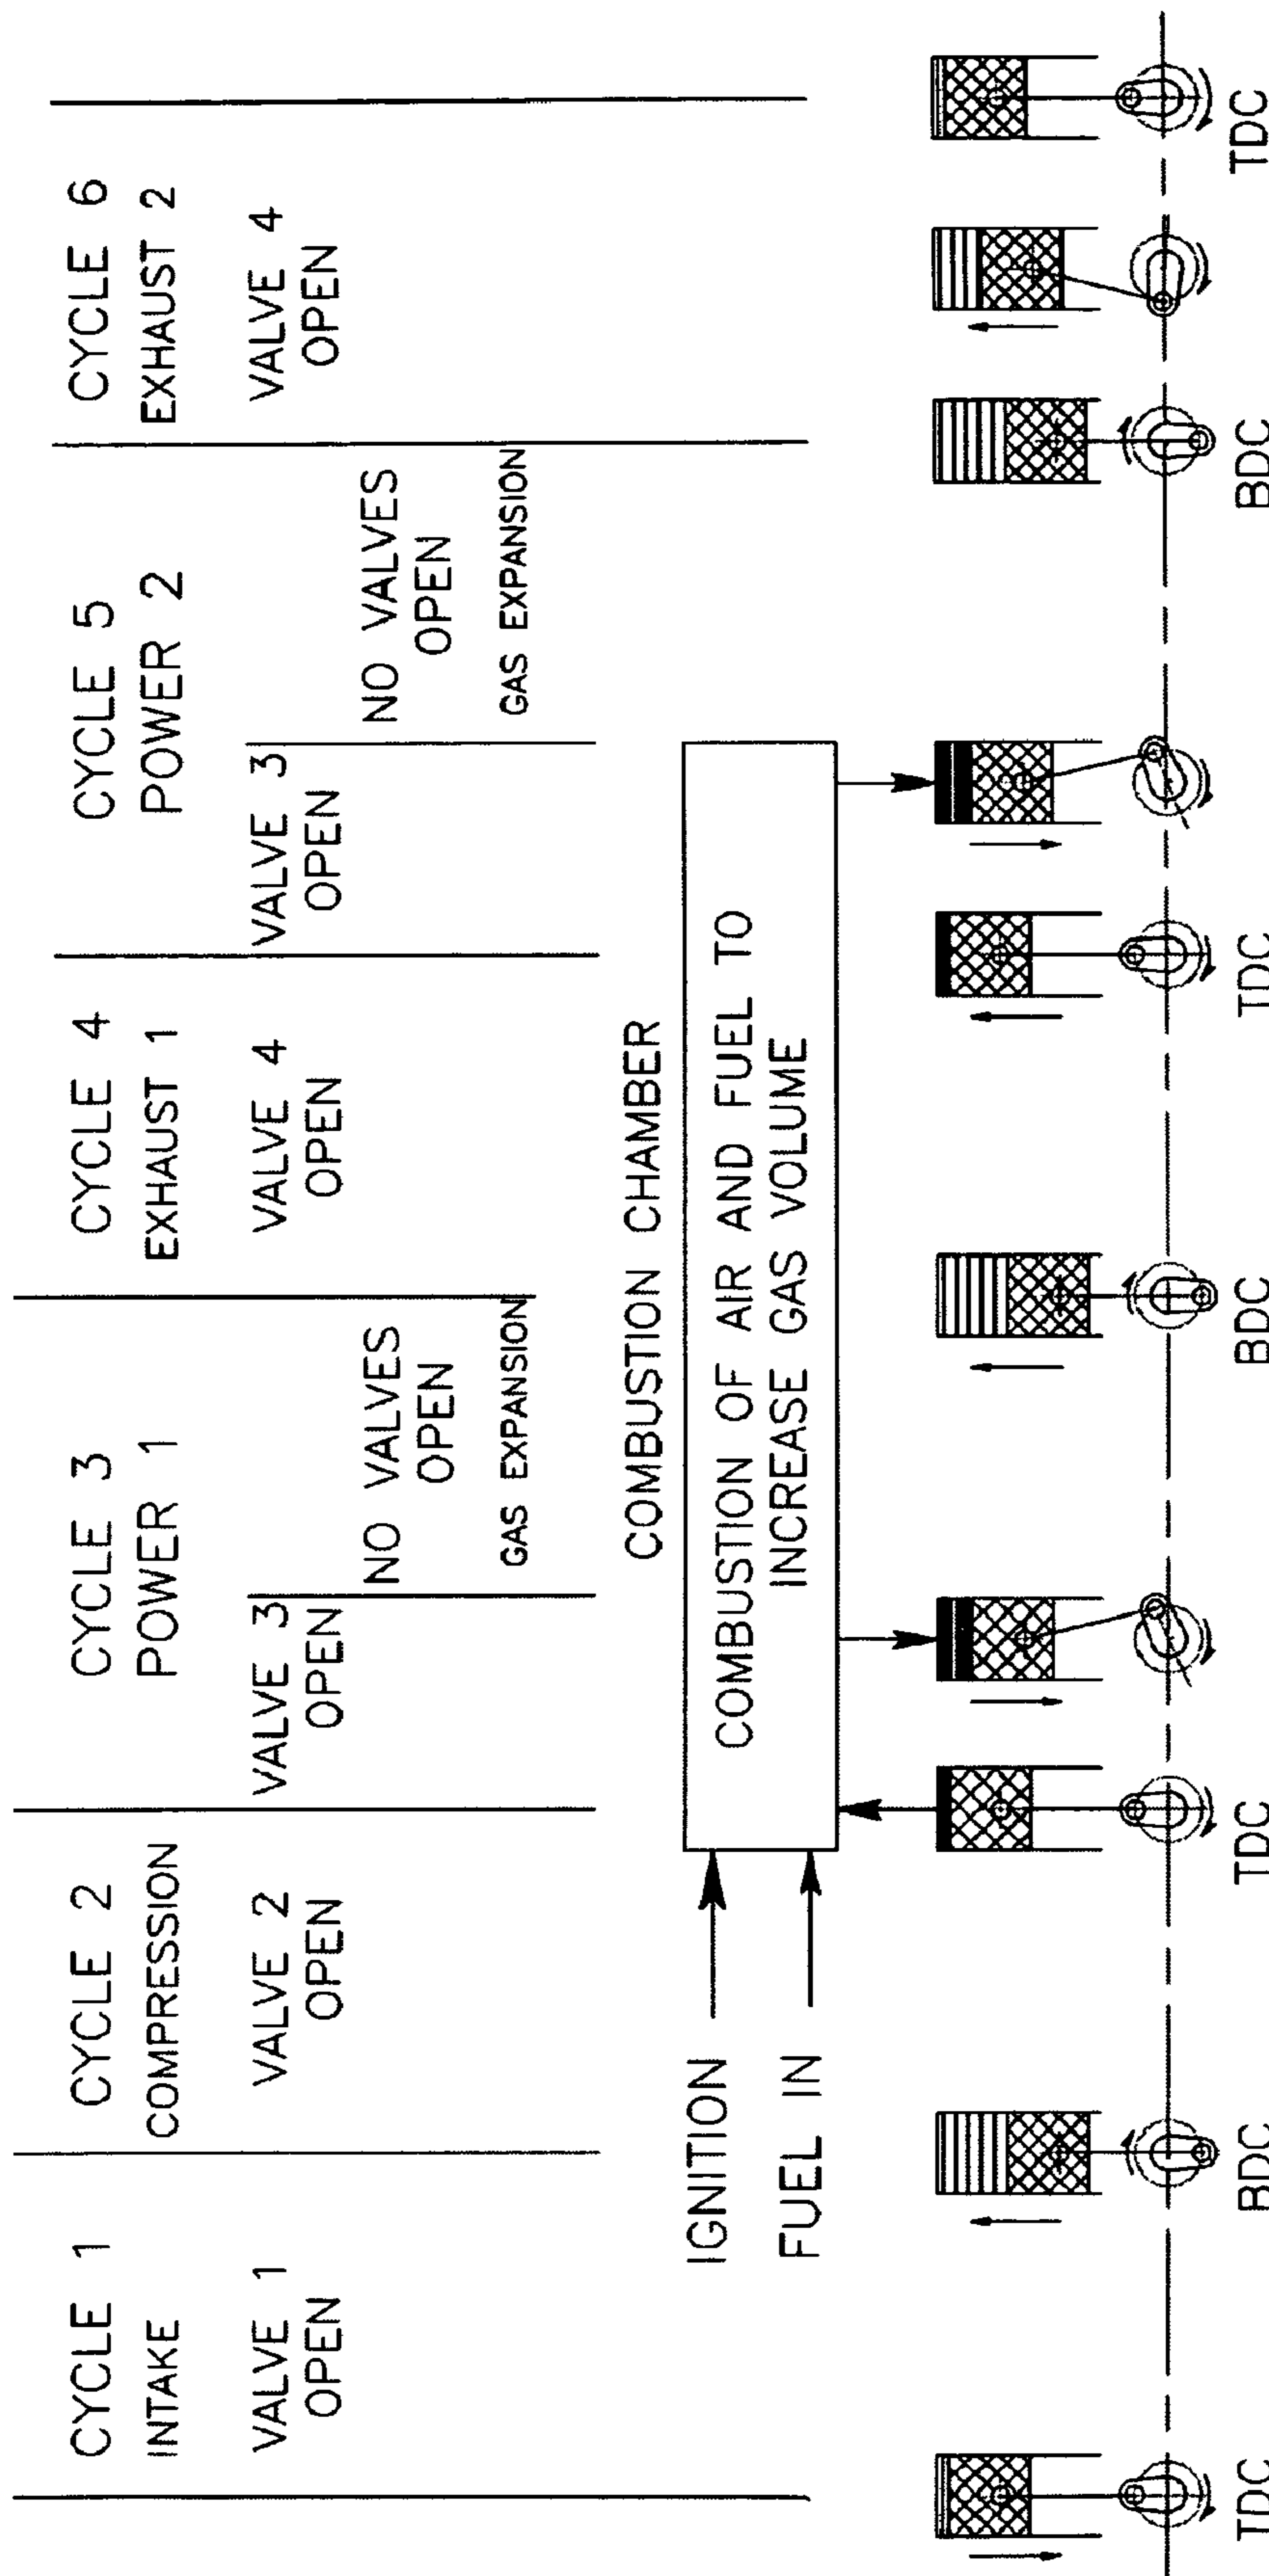 CYCLE 1
INTAKE
VALVE 1
OPEN
CYCLE 2
COMPRESSION
VALVE 2
OPEN
CYCLE 3
POWER 1
VALVE 3
OPEN
NO VALVES
OPEN
GAS EXPANSION
CYCLE 4
EXHAUST 1
VALVE 4
OPEN
CYCLE 5
POWER 2
VALVE 3
OPEN
NO VALVES
OPEN
GAS EXPANSION
CYCLE 6
EXHAUST 2
VALVE 4
OPEN
COMBUSTION CHAMBER
IGNITION
FUEL IN
COMBUSTION OF AIR AND FUEL TO
INCREASE GAS VOLUME
TDC
BDC
TDC
BDC
TDC
BDC
TDC